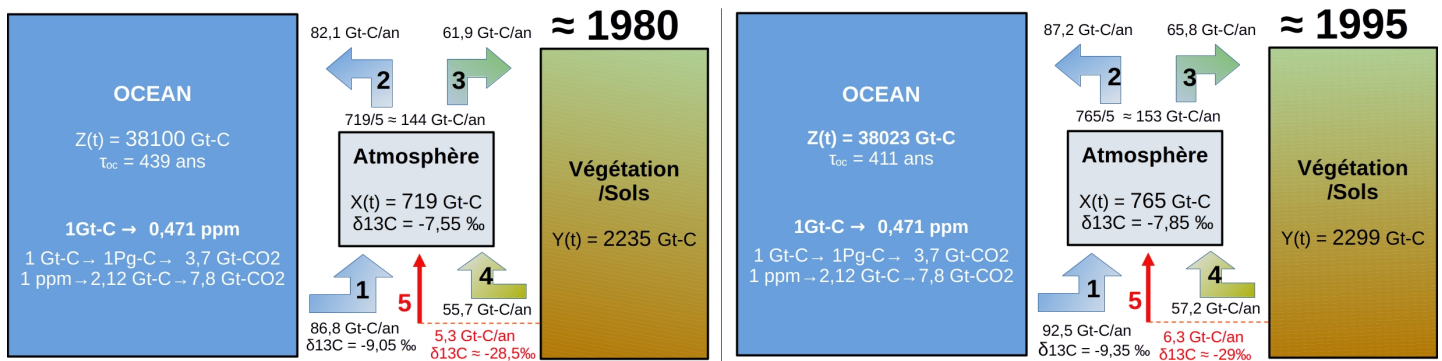 ≈ 1980
82,1 Gt-C/an
61,9 Gt-C/an
2
3
OCEAN
Z(t) = 38100 Gt-C
τoc = 439 ans
1Gt-C → 0,471 ppm
1 Gt-C→ 1Pg-C→ 3,7 Gt-CO2
1 ppm→2,12 Gt-C→7,8 Gt-CO2
719/5 ≈ 144 Gt-C/an
Atmosphère
X(t) = 719 Gt-C
δ13C = -7,55 ‰
Végétation
/Sols
Y(t) = 2235 Gt-C
1
5
4
55,7 Gt-C/an
86,8 Gt-C/an
δ13C = -9,05 ‰
5,3 Gt-C/an
δ13C ≈ -28,5‰
≈ 1995
87,2 Gt-C/an
65,8 Gt-C/an
2
3
OCEAN
Z(t) = 38023 Gt-C
τoc = 411 ans
1Gt-C → 0,471 ppm
1 Gt-C→ 1Pg-C→ 3,7 Gt-CO2
1 ppm→2,12 Gt-C→7,8 Gt-CO2
765/5 ≈ 153 Gt-C/an
Atmosphère
X(t) = 765 Gt-C
δ13C = -7,85 ‰
Végétation
/Sols
Y(t) = 2299 Gt-C
1
5
4
57,2 Gt-C/an
92,5 Gt-C/an
δ13C = -9,35 ‰
6,3 Gt-C/an
δ13C ≈ -29‰